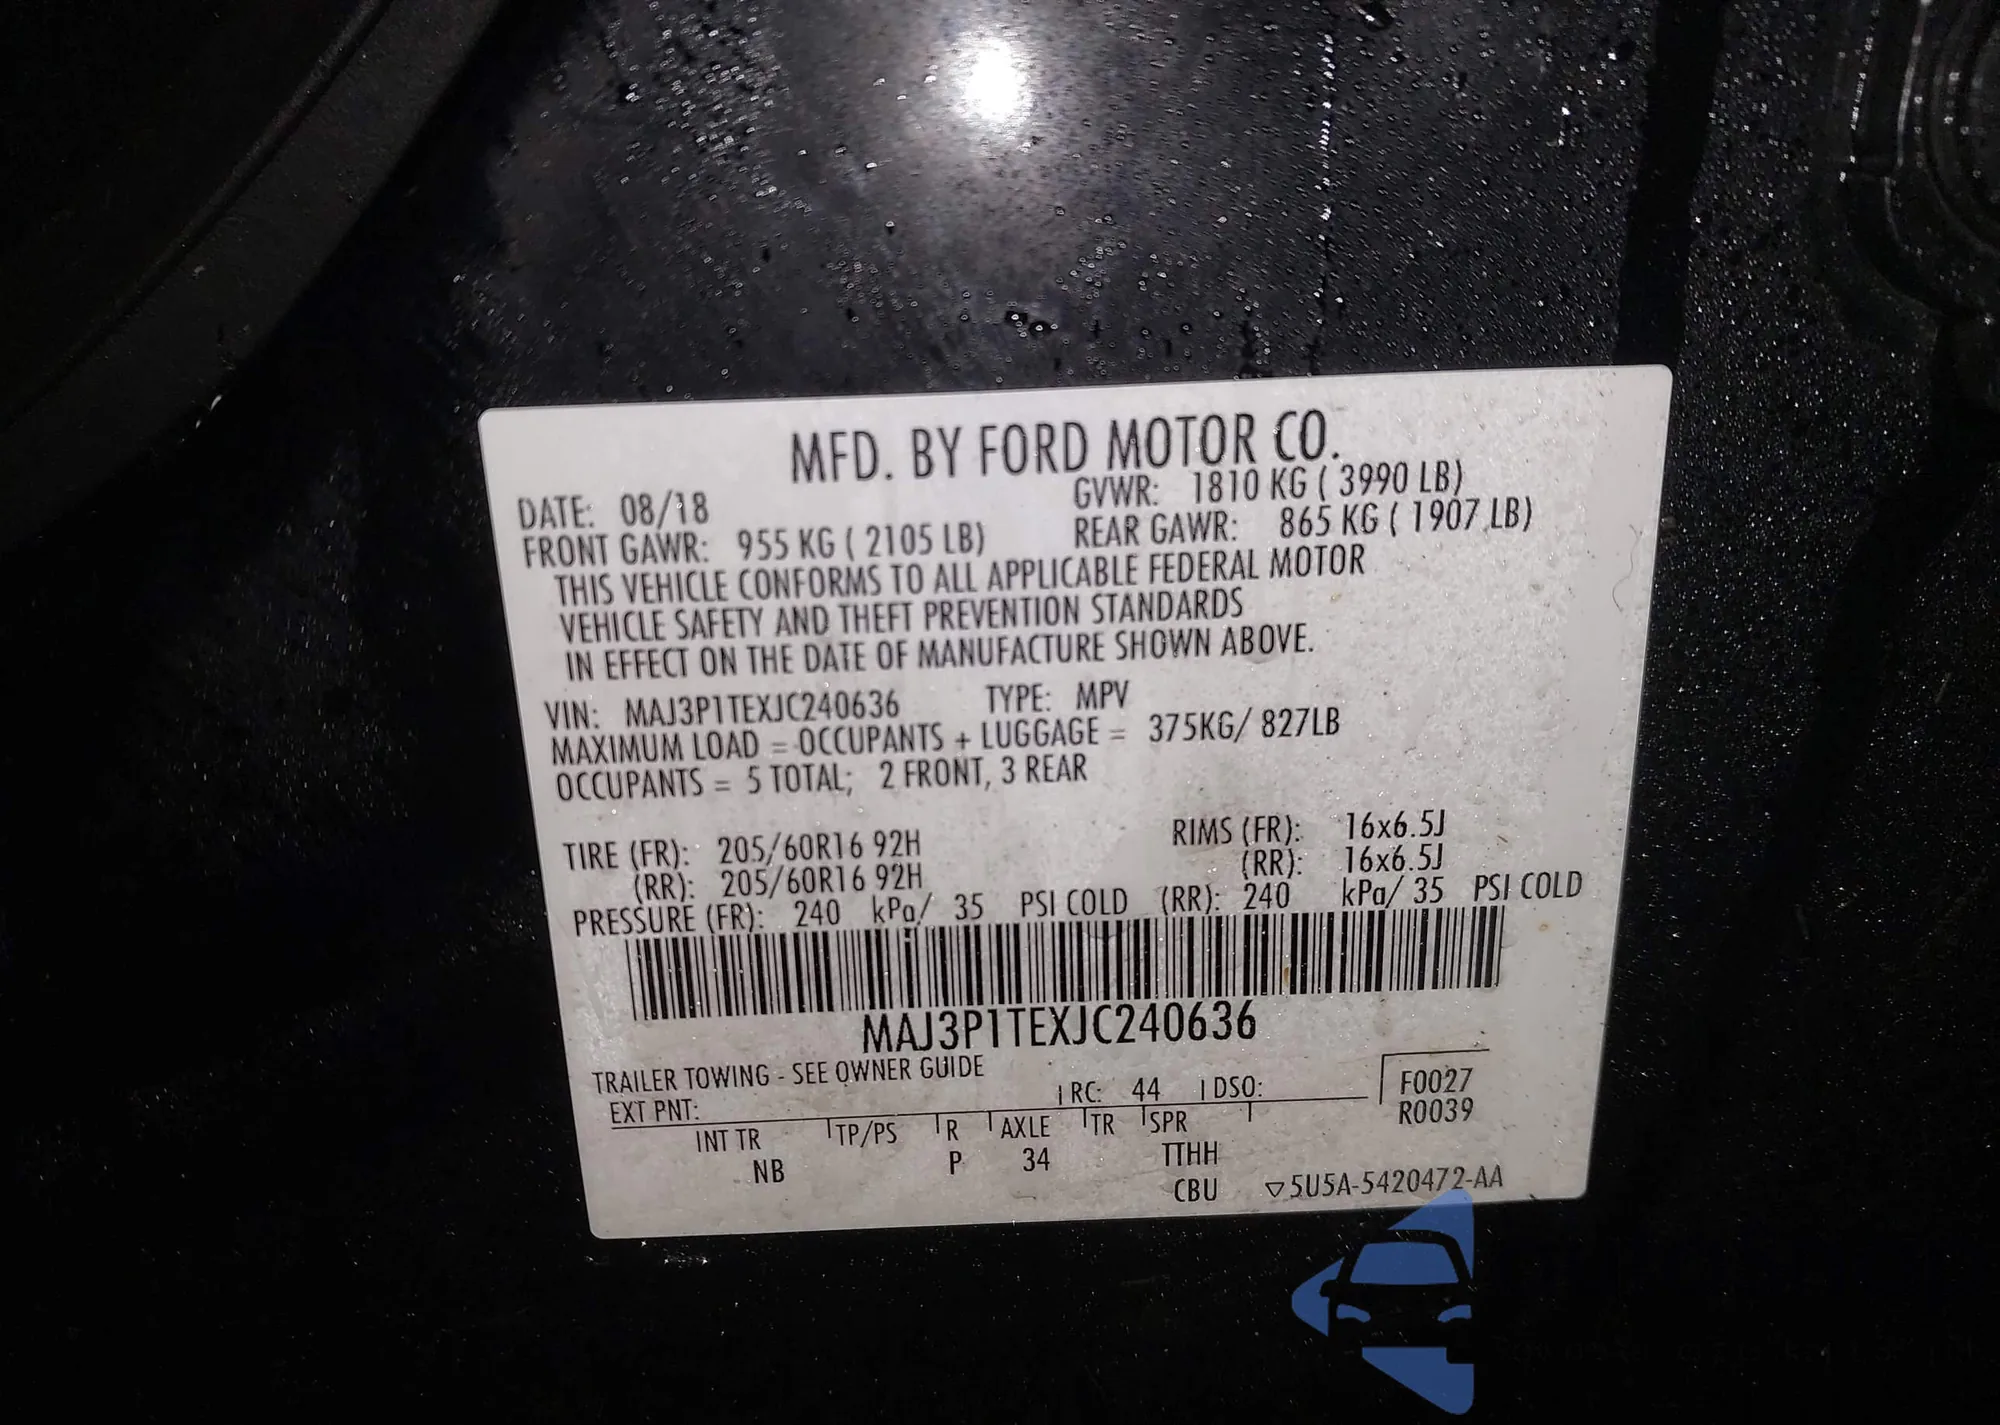 MFD. BY FORD MOTOR CO.
DATE: 08/18 GVWR: 1810 KG ( 3990 LB)
FRONT GAWR: 955 KG ( 2105 LB) REAR GAWR: 865 KG ( 1907 LB)
THIS VEHICLE CONFORMS TO ALL APPLICABLE FEDERAL MOTOR
VEHICLE SAFETY AND THEFT PREVENTION STANDARDS
IN EFFECT ON THE DATE OF MANUFACTURE SHOWN ABOVE.
VIN: MAJ3P1TEXJC240636 TYPE: MPV
MAXIMUM LOAD = OCCUPANTS + LUGGAGE = 375KG/ 827LB
OCCUPANTS = 5 TOTAL; 2 FRONT, 3 REAR
TIRE (FR): 205/60R16 92H RIMS (FR): 16x6.5J
(RR): 205/60R16 92H (RR): 16x6.5J
PRESSURE (FR): 240 kPa/ 35 PSI COLD (RR): 240 kPa/ 35 PSI COLD
MAJ3P1TEXJC240636
TRAILER TOWING - SEE OWNER GUIDE
EXT PNT: RC: 44 DSO: F0027
R0039
INT TR TP/PS R AXLE TR SPR
NB P 34 TTHH
CBU ▽5U5A-5420472-AA